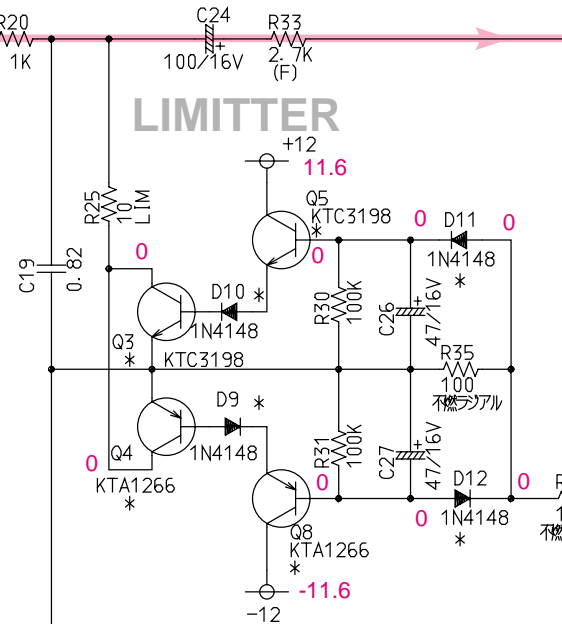 R20
1K
C24
+
100/16V
R33
2.7K
(F)
LIMITTER
+12
11.6
R25
10
LIM
C19
0.82
Q5
KTC3198
*
0
0
D11
0
1N4148
*
0
D10
*
1N4148
Q3
*
KTC3198
R30
100K
C26
+
47/16V
R35
100
不燃ラジアル
D9
*
1N4148
Q4
0
KTA1266
*
R31
100K
C27
+
47/16V
0
0
D12
0
1N4148
*
Q8
KTA1266
*
-11.6
-12